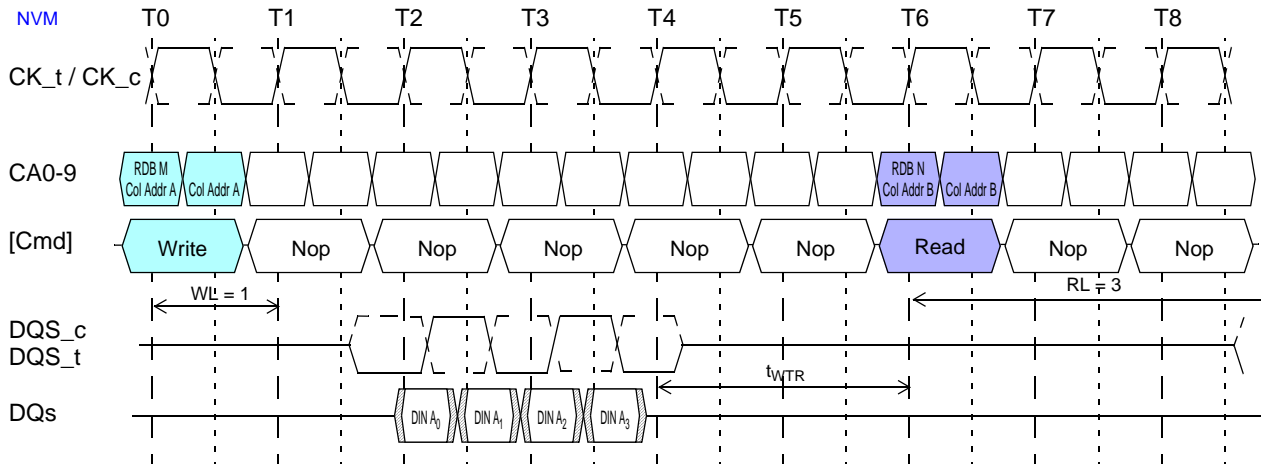 NVM T0 T1 T2 T3 T4 T5 T6 T7 T8
CK_t / CK_c
CA0-9
RDB M
Col Addr A Col Addr A
RDB N
Col Addr B Col Addr B
[Cmd] Write Nop Nop Nop Nop Nop Read Nop Nop
WL = 1 RL = 3
DQS_c
DQS_t
tWTR
DQs DIN A0 DIN A1 DIN A2 DIN A3